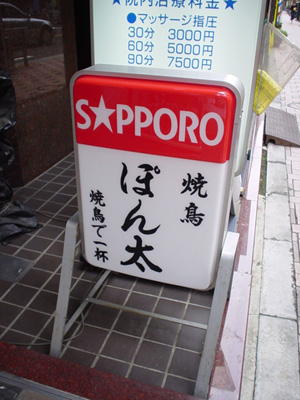 ★院内治療料金★
●マッサージ指圧
30分 3000円
60分 5000円
90分 7500円
S★PPORO
焼鳥
ぽん太
焼鳥で一杯